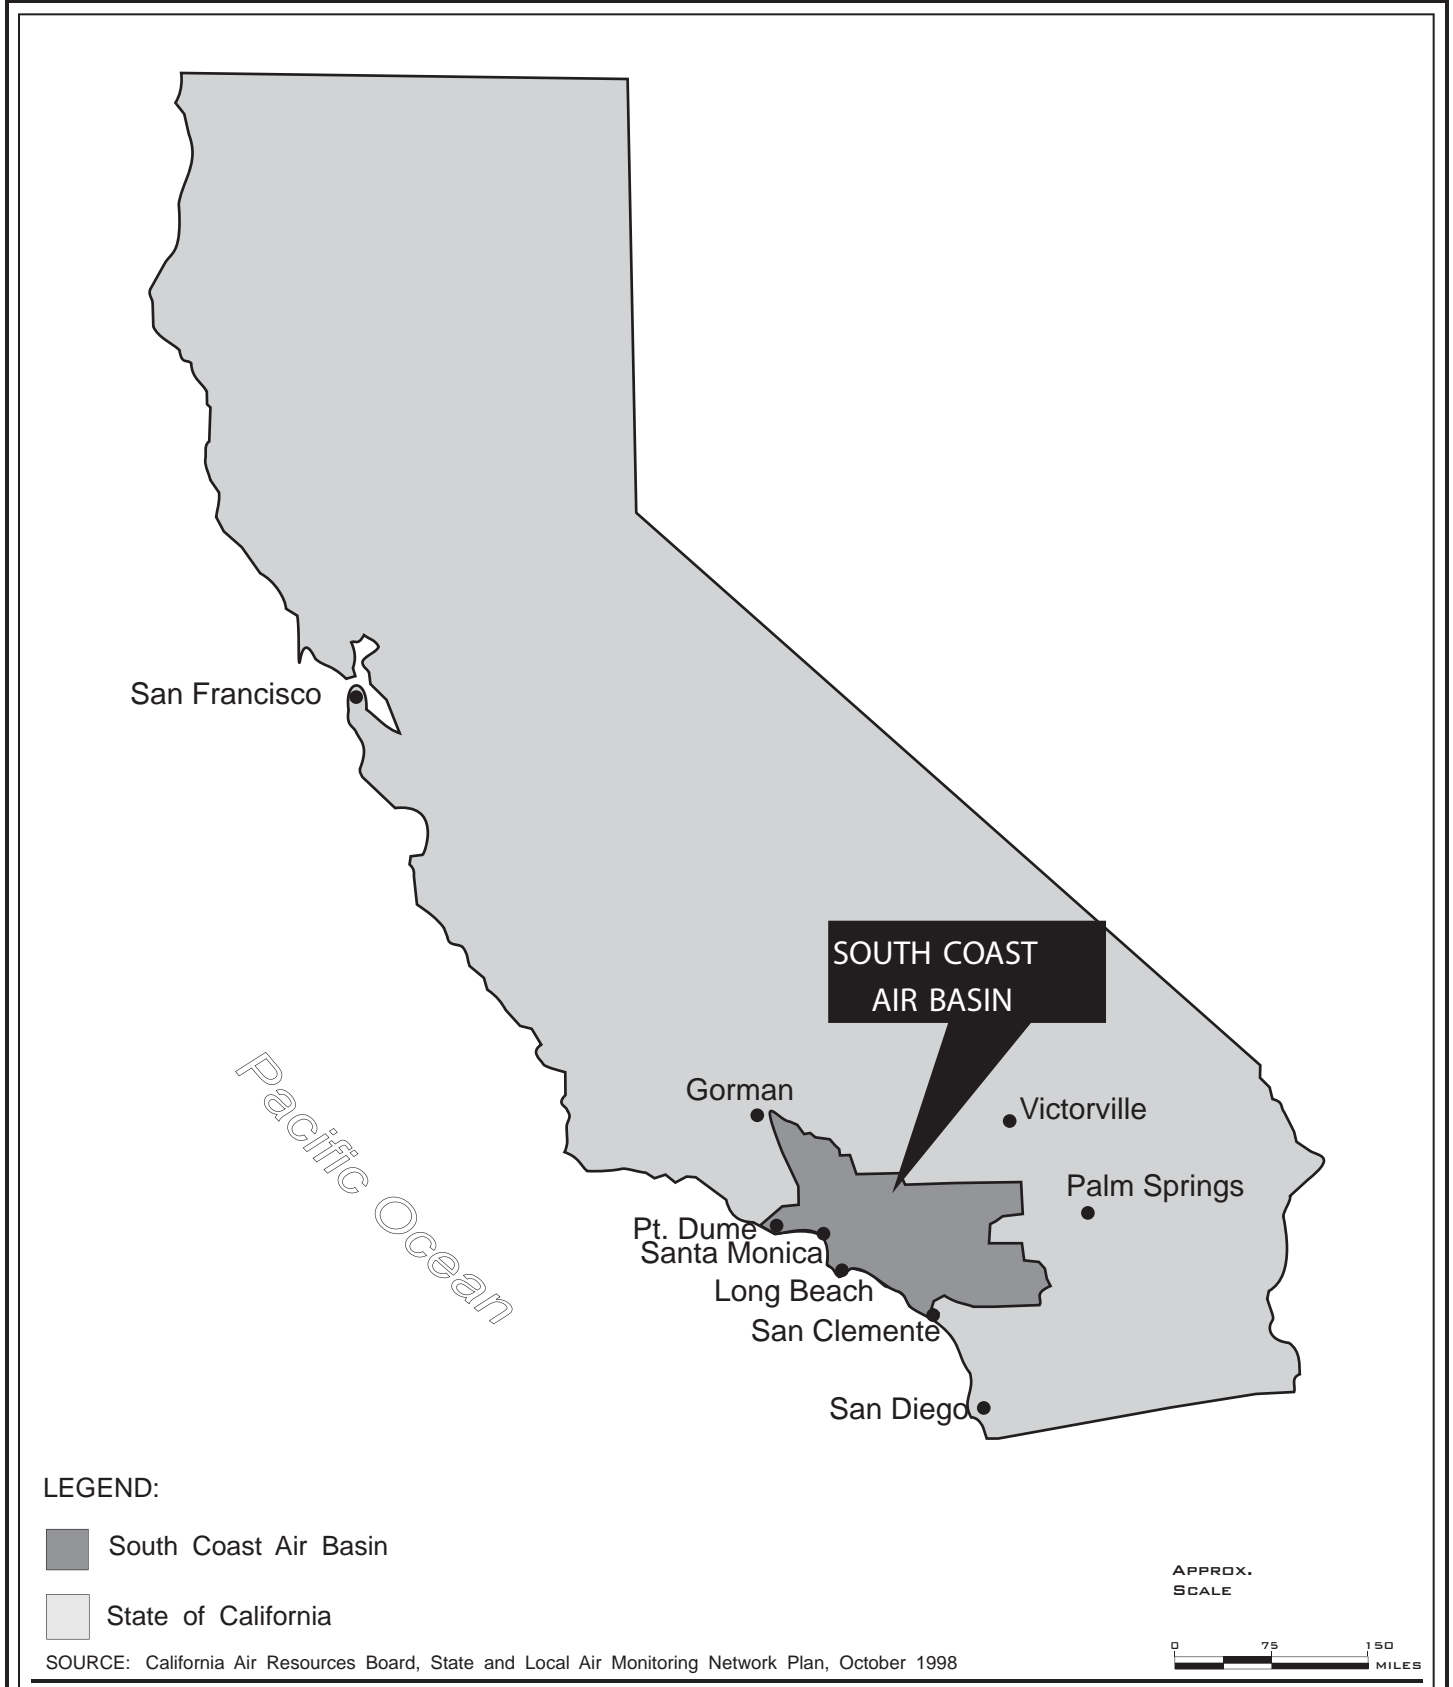 San Francisco
SOUTH COAST
AIR BASIN
Gorman
Victorville
Palm Springs
Pt. Dume
Santa Monica
Long Beach
San Clemente
San Diego
Pacific Ocean
LEGEND:
South Coast Air Basin
State of California
APPROX.
SCALE
0 75 150
MILES
SOURCE: California Air Resources Board, State and Local Air Monitoring Network Plan, October 1998